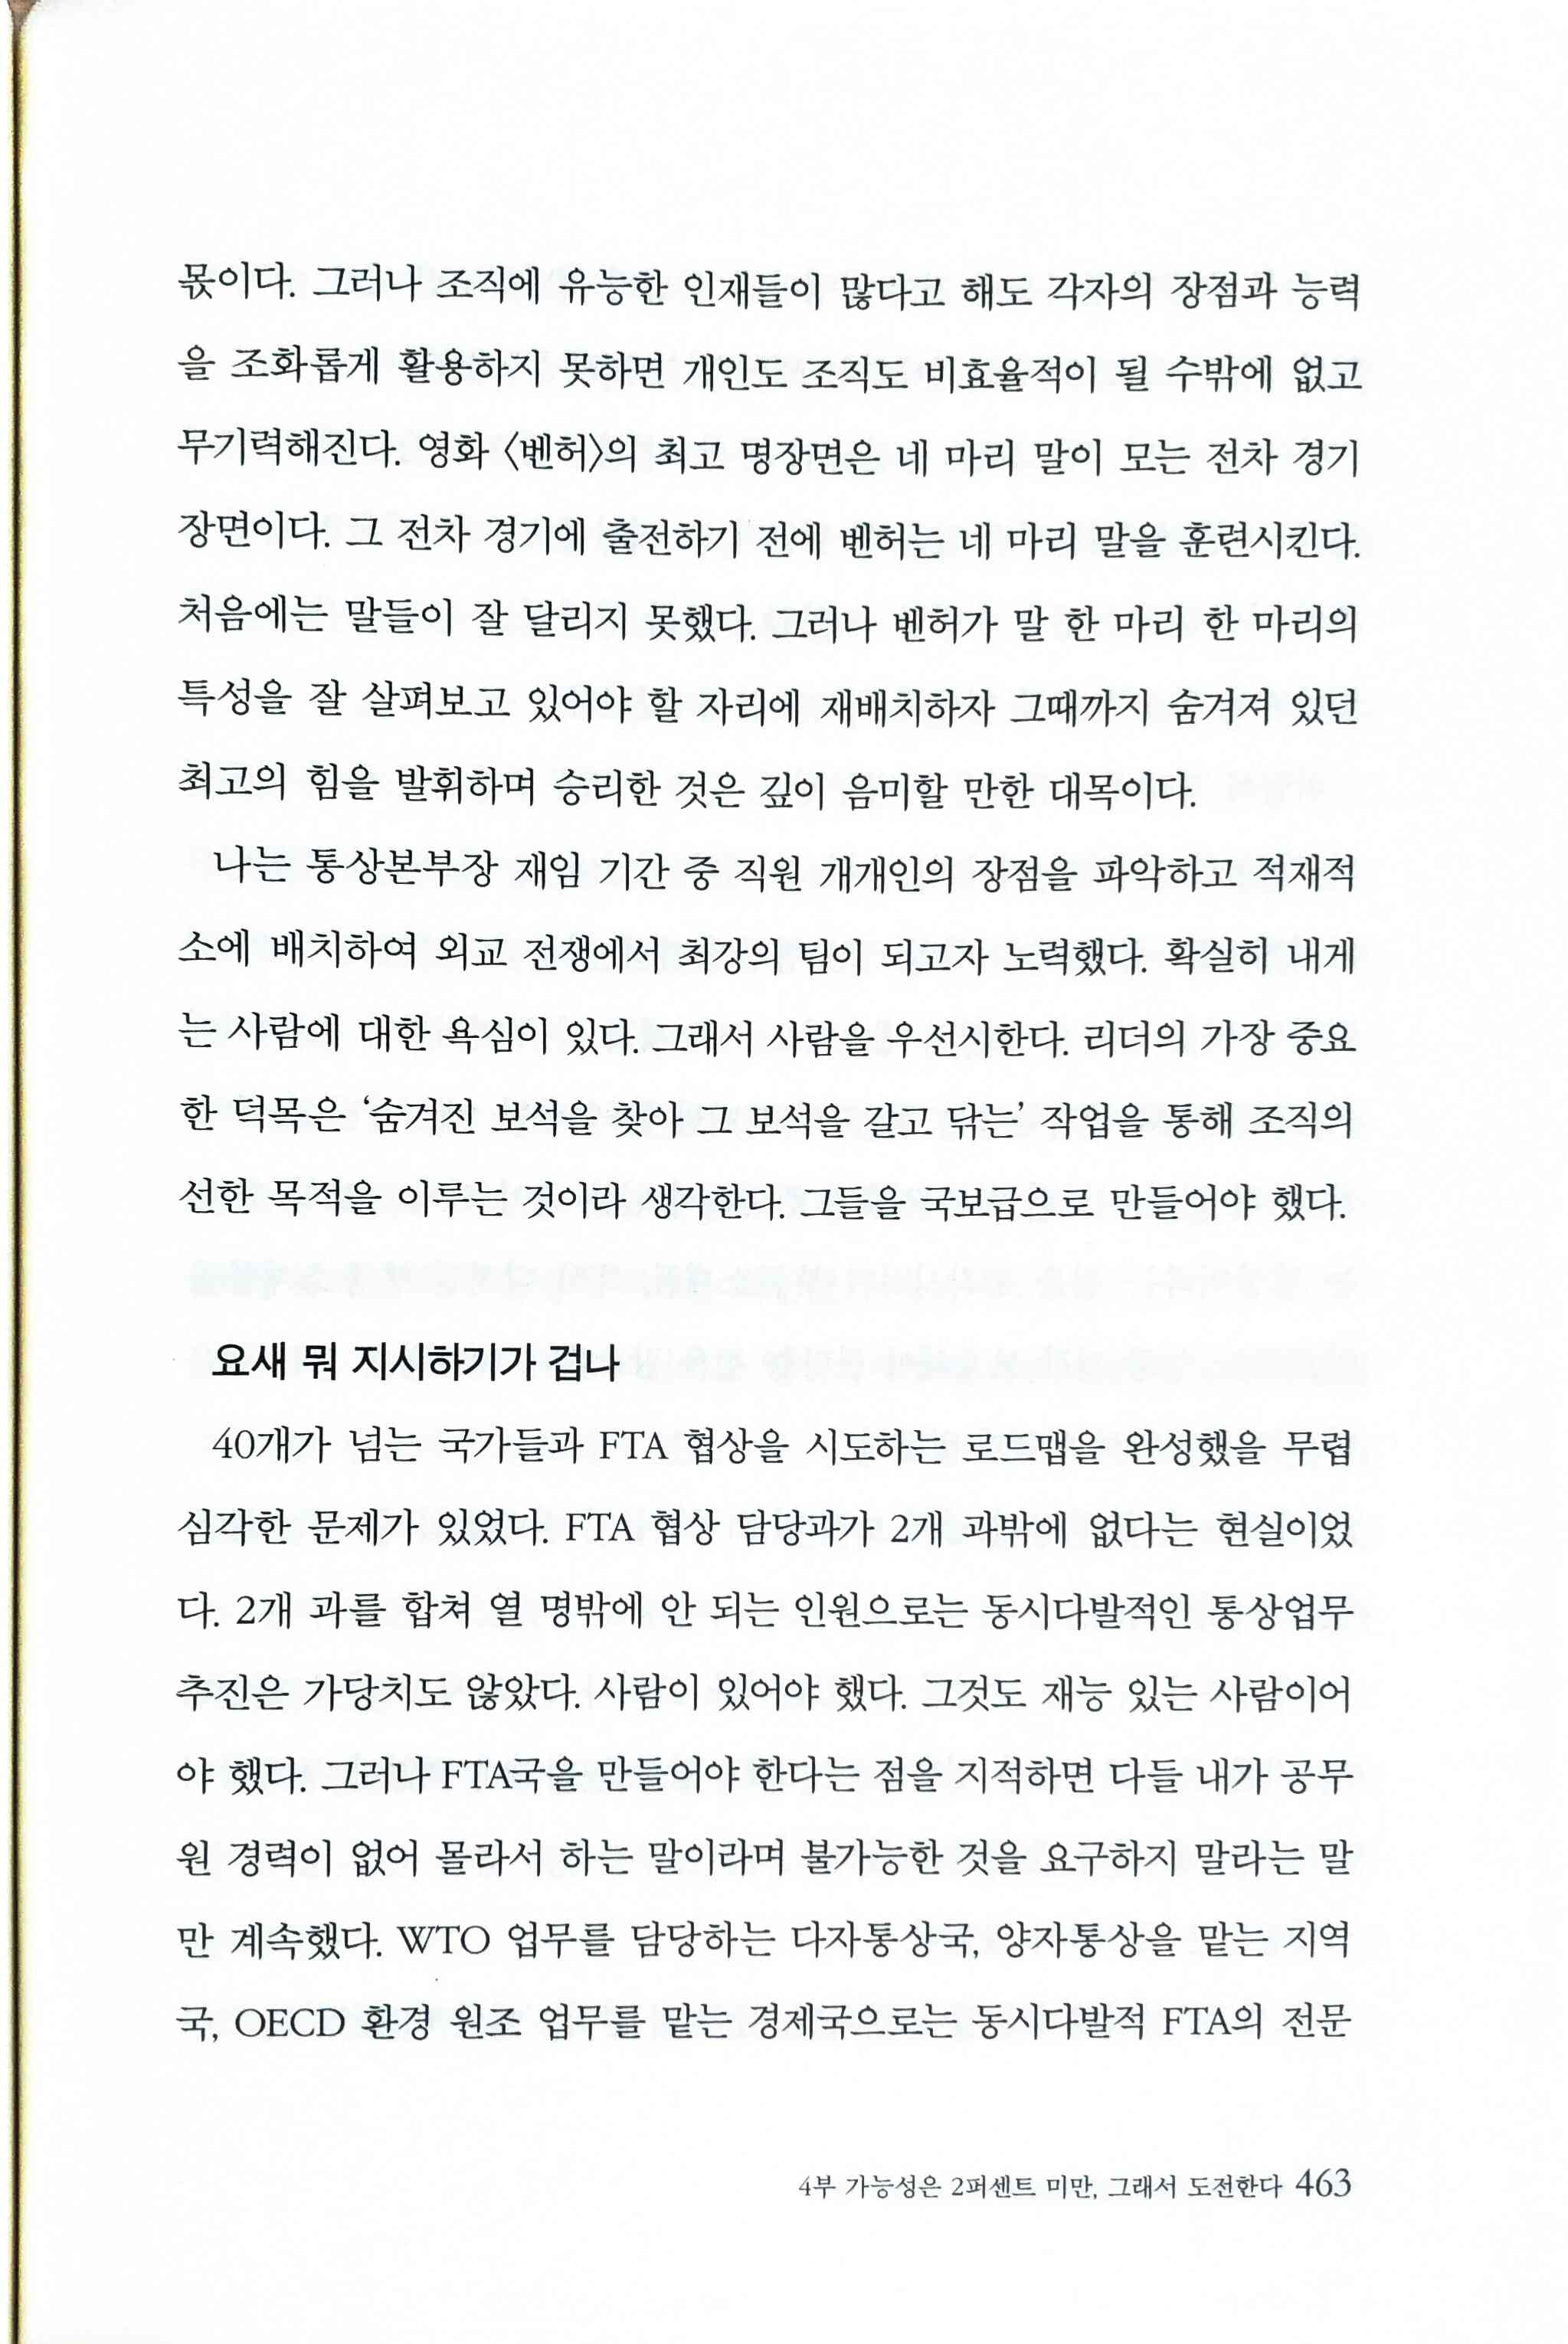 몫이다. 그러나 조직에 유능한 인재들이 많다고 해도 각자의 장점과 능력
을 조화롭게 활용하지 못하면 개인도 조직도 비효율적이 될 수밖에 없고
무기력해진다. 영화 〈벤허〉의 최고 명장면은 네 마리 말이 모는 전차 경기
장면이다. 그 전차 경기에 출전하기 전에 벤허는 네 마리 말을 훈련시킨다.
처음에는 말들이 잘 달리지 못했다. 그러나 벤허가 말 한 마리 한 마리의
특성을 잘 살펴보고 있어야 할 자리에 재배치하자 그때까지 숨겨져 있던
최고의 힘을 발휘하며 승리한 것은 깊이 음미할 만한 대목이다.
나는 통상본부장 재임 기간 중 직원 개개인의 장점을 파악하고 적재적
소에 배치하여 외교 전쟁에서 최강의 팀이 되고자 노력했다. 확실히 내게
는 사람에 대한 욕심이 있다. 그래서 사람을 우선시한다. 리더의 가장 중요
한 덕목은 ‘숨겨진 보석을 찾아 그 보석을 갈고 닦는’ 작업을 통해 조직의
선한 목적을 이루는 것이라 생각한다. 그들을 국보급으로 만들어야 했다.
요새 뭐 지시하기가 겁나
40개가 넘는 국가들과 FTA 협상을 시도하는 로드맵을 완성했을 무렵
심각한 문제가 있었다. FTA 협상 담당과가 2개 과밖에 없다는 현실이었
다. 2개 과를 합쳐 열 명밖에 안 되는 인원으로는 동시다발적인 통상업무
추진은 가당치도 않았다. 사람이 있어야 했다. 그것도 재능 있는 사람이어
야 했다. 그러나 FTA국을 만들어야 한다는 점을 지적하면 다들 내가 공무
원 경력이 없어 몰라서 하는 말이라며 불가능한 것을 요구하지 말라는 말
만 계속했다. WTO 업무를 담당하는 다자통상국, 양자통상을 맡는 지역
국, OECD 환경 원조 업무를 맡는 경제국으로는 동시다발적 FTA의 전문
4부 가능성은 2퍼센트 미만, 그래서 도전한다 463